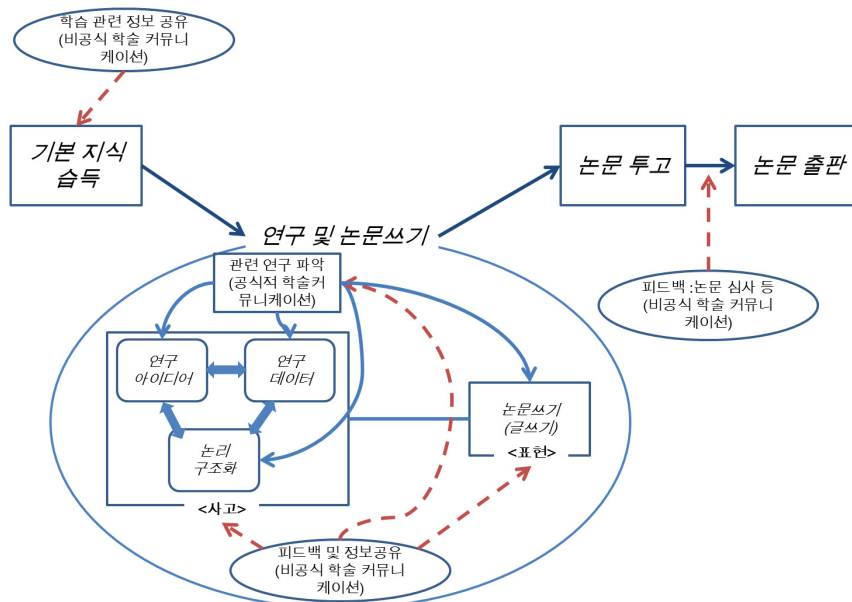 학습 관련 정보 공유
(비공식 학술 커뮤니
케이션)
기본 지식
습득
논문 투고
논문 출판
연구 및 논문쓰기
관련 연구 파악
(공식적 학술커
뮤니케이션)
피드백 :논문 심사 등
(비공식 학술 커뮤니
케이션)
연구
아이디어
연구
데이터
논리
구조화
<사고>
논문쓰기
(글쓰기)
<표현>
피드백 및 정보공유
(비공식 학술 커뮤니
케이션)